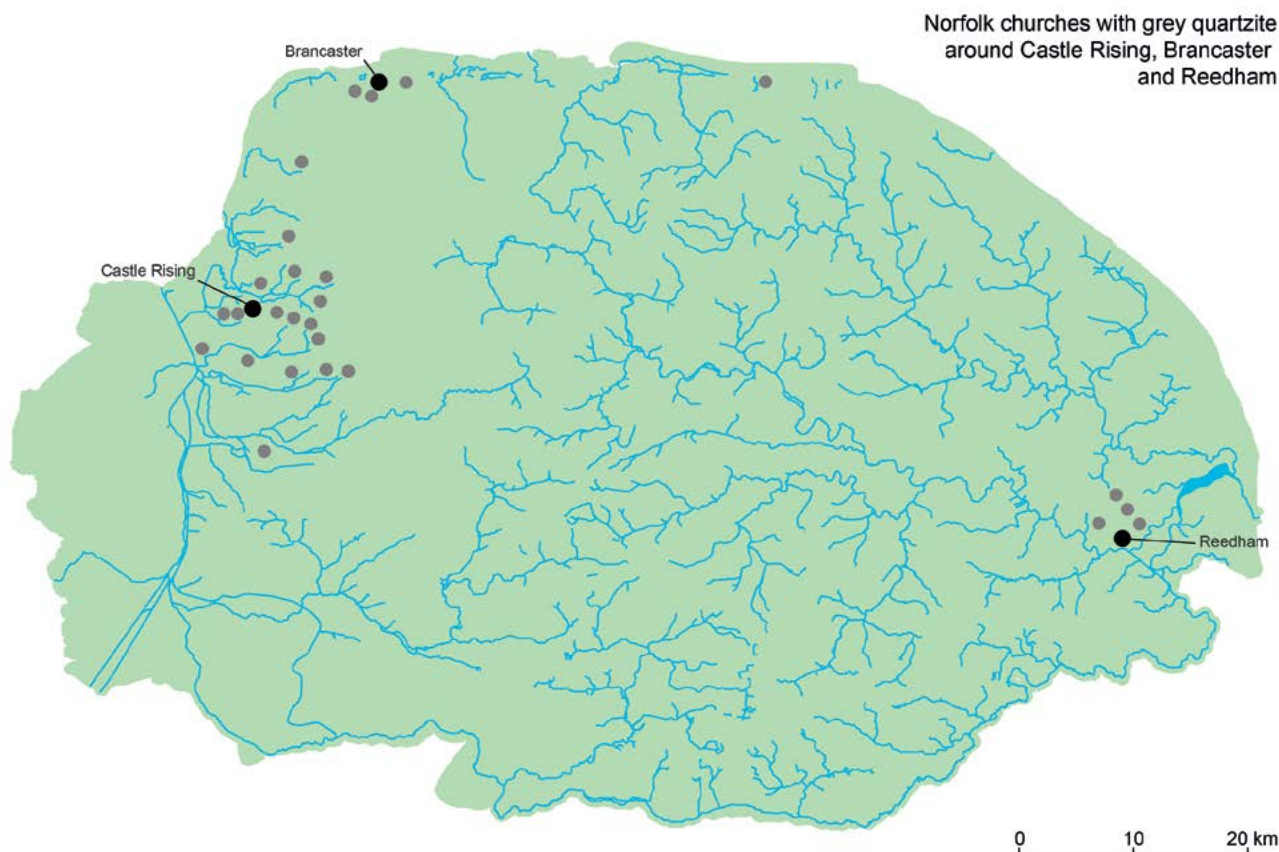 Norfolk churches with grey quartzite
around Castle Rising, Brancaster
and Reedham
Brancaster
Castle Rising
Reedham
0 10 20 km